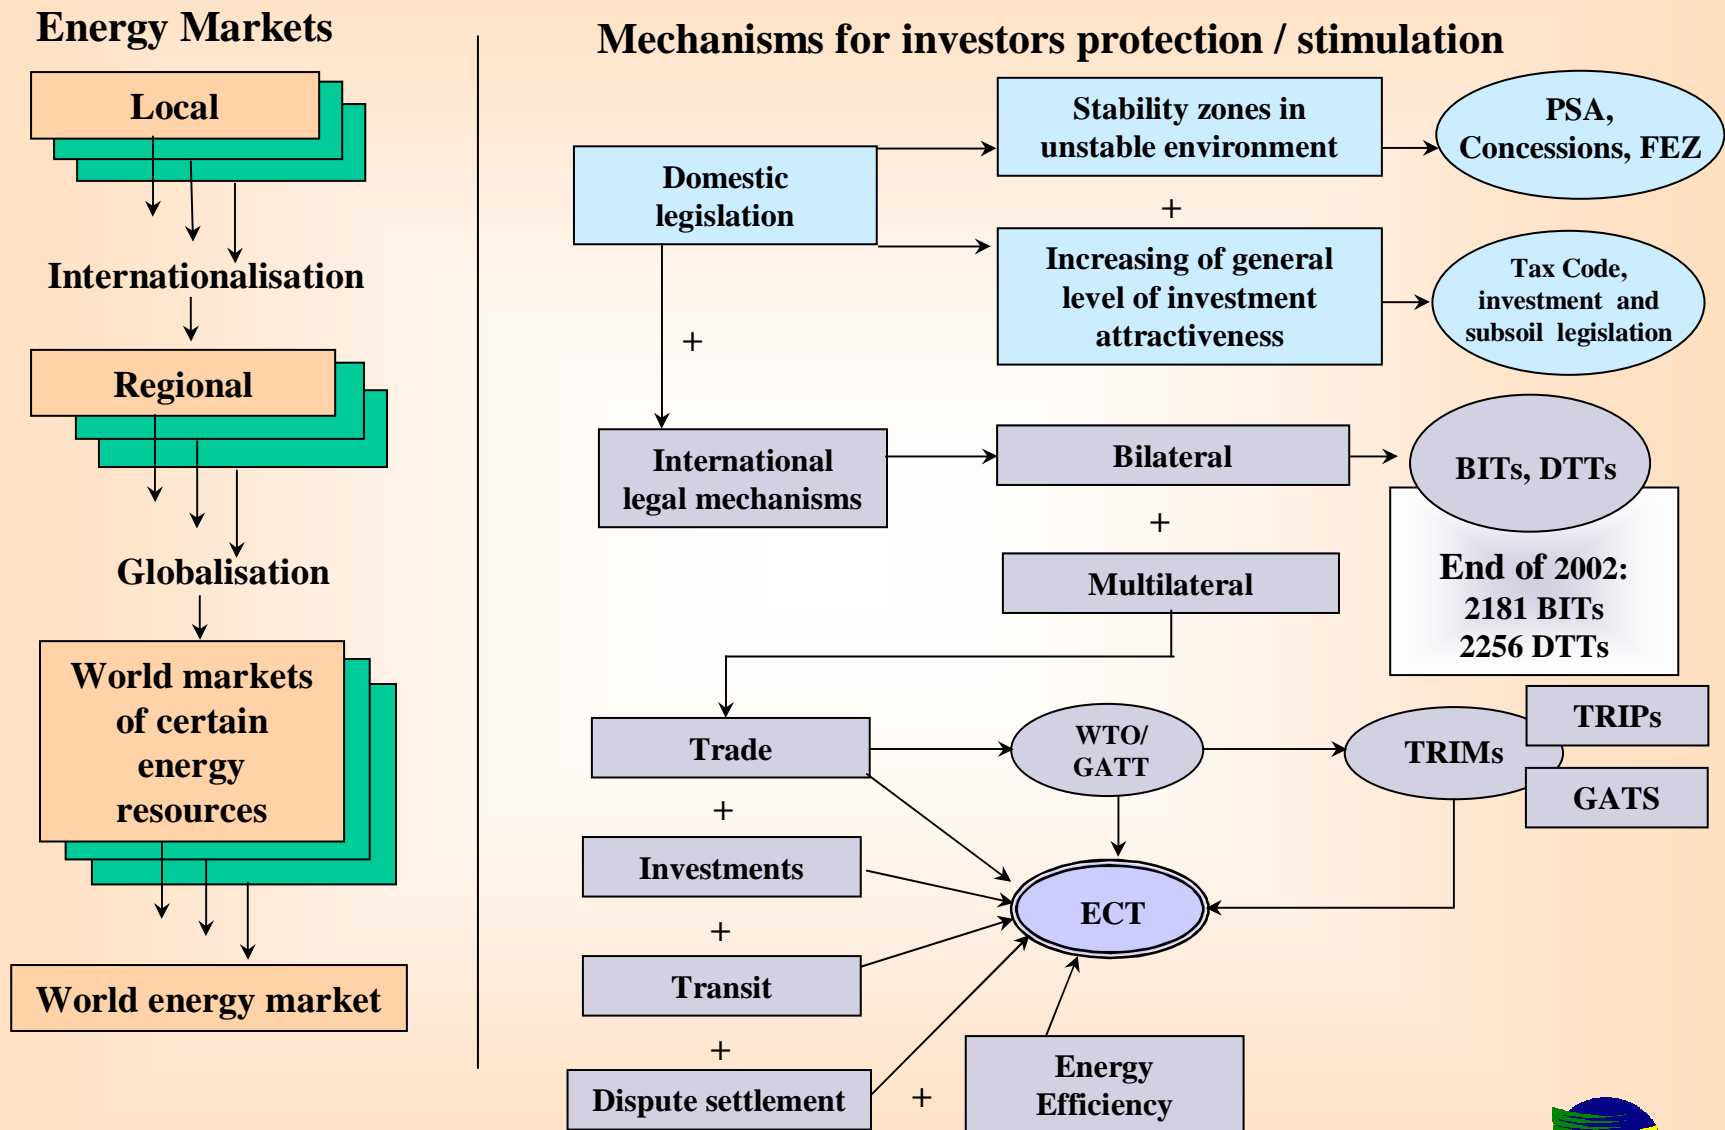 Energy Markets
Local
Internationalisation
Regional
Globalisation
World markets
of certain
energy
resources
World energy market
Mechanisms for investors protection / stimulation
Domestic
legislation
Stability zones in
unstable environment
PSA,
Concessions, FEZ
+
Increasing of general
level of investment
attractiveness
Tax Code,
investment and
subsoil legislation
+
International
legal mechanisms
Bilateral
BITs, DTTs
+
End of 2002:
2181 BITs
2256 DTTs
Multilateral
Trade
WTO/
GATT
TRIMs
TRIPs
GATS
+
Investments
ECT
+
Transit
+
Dispute settlement
+
Energy
Efficiency